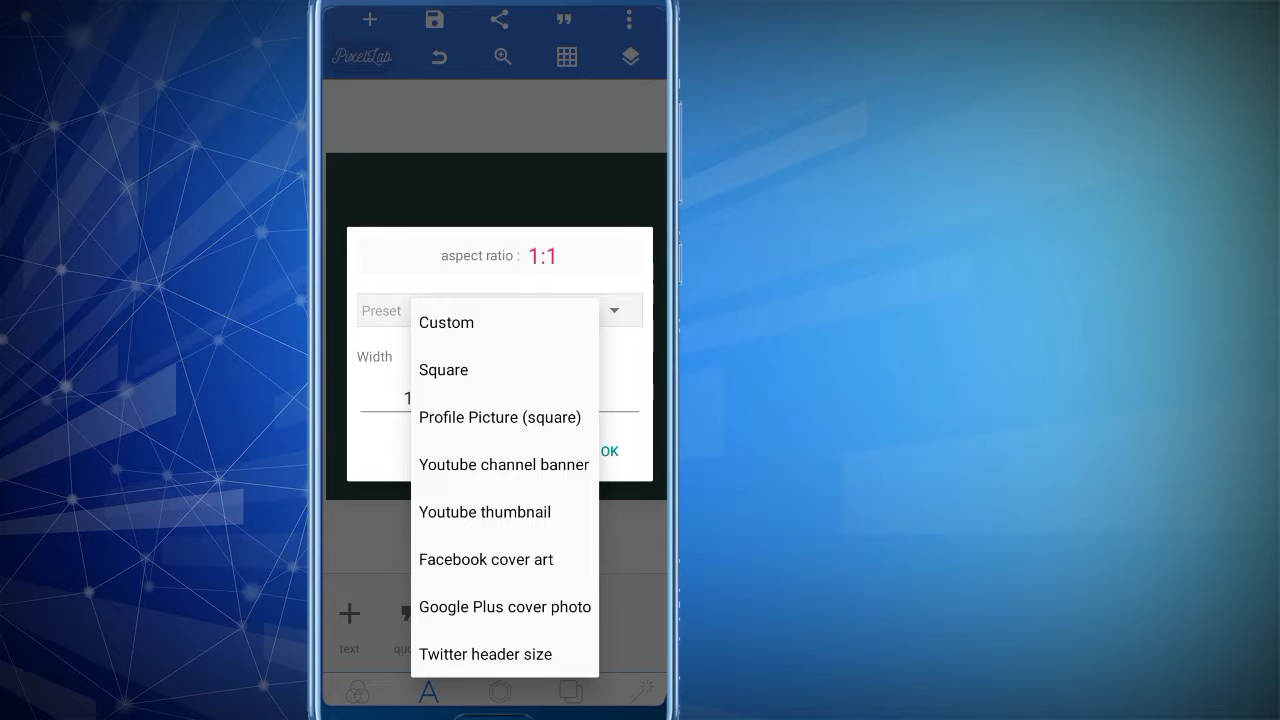 PixelLab
aspect ratio : 1:1
Preset
Custom
Square
Width
1
Profile Picture (square)
OK
Youtube channel banner
Youtube thumbnail
Facebook cover art
Google Plus cover photo
text
Twitter header size
A